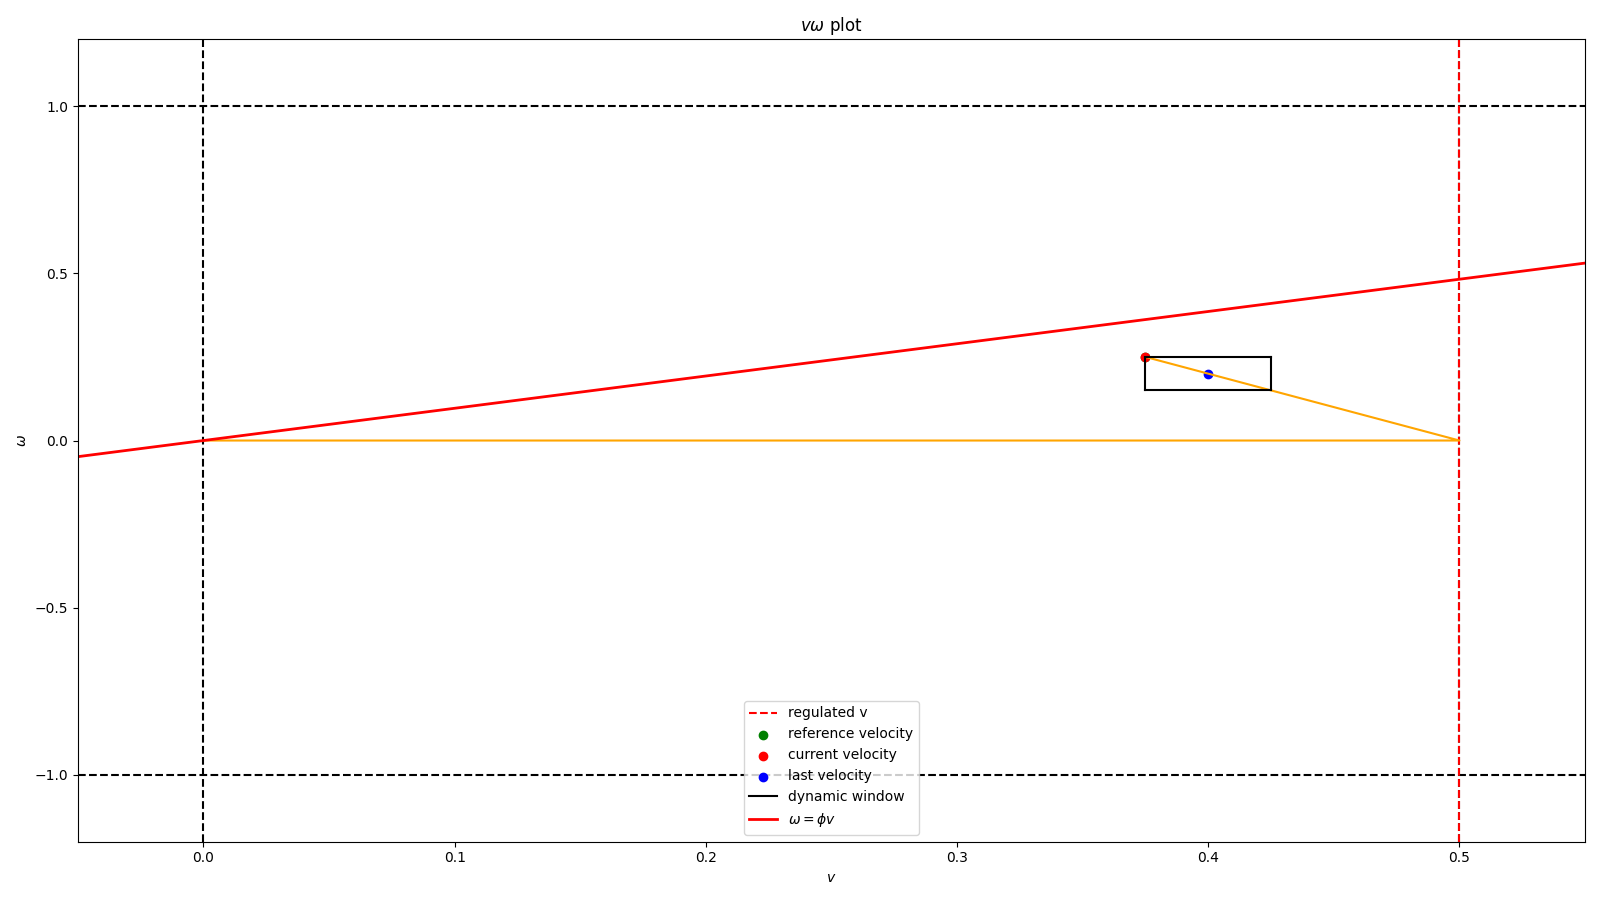 vω plot
1.0
0.5
0.0
−0.5
−1.0
ω
0.0
0.1
0.2
0.3
0.4
0.5
v
regulated v
reference velocity
current velocity
last velocity
dynamic window
ω = ϕv